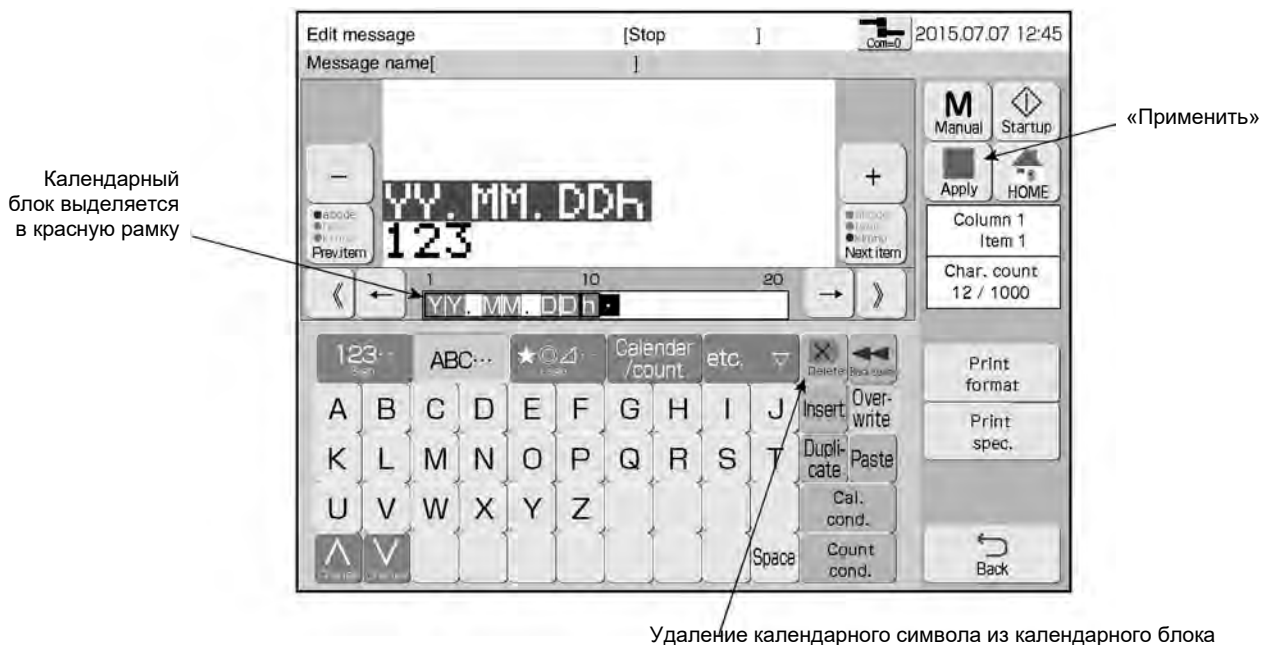 Edit message [Stop ] Com=0 2015.07.07 12:45
Message name[ ]
M
Manual
Startup
«Применить»
Apply
HOME
Календарный
блок выделяется
в красную рамку
−
+
YY.MM.DDh
123
Prev.item
Next item
Column 1
Item 1
Char. count
12 / 1000
1 10 20
《 ← YY.MM.DDh· → 》
123··
ABC···
★◎⊿··
Calender
/count
etc. ▽
Delete
Print
format
A B C D E F G H I J Insert Over-
write
Print
spec.
K L M N O P Q R S T Dupli-
cate Paste
U V W X Y Z Cal.
cond.
Space
Count
cond.
Back
Удаление календарного символа из календарного блока